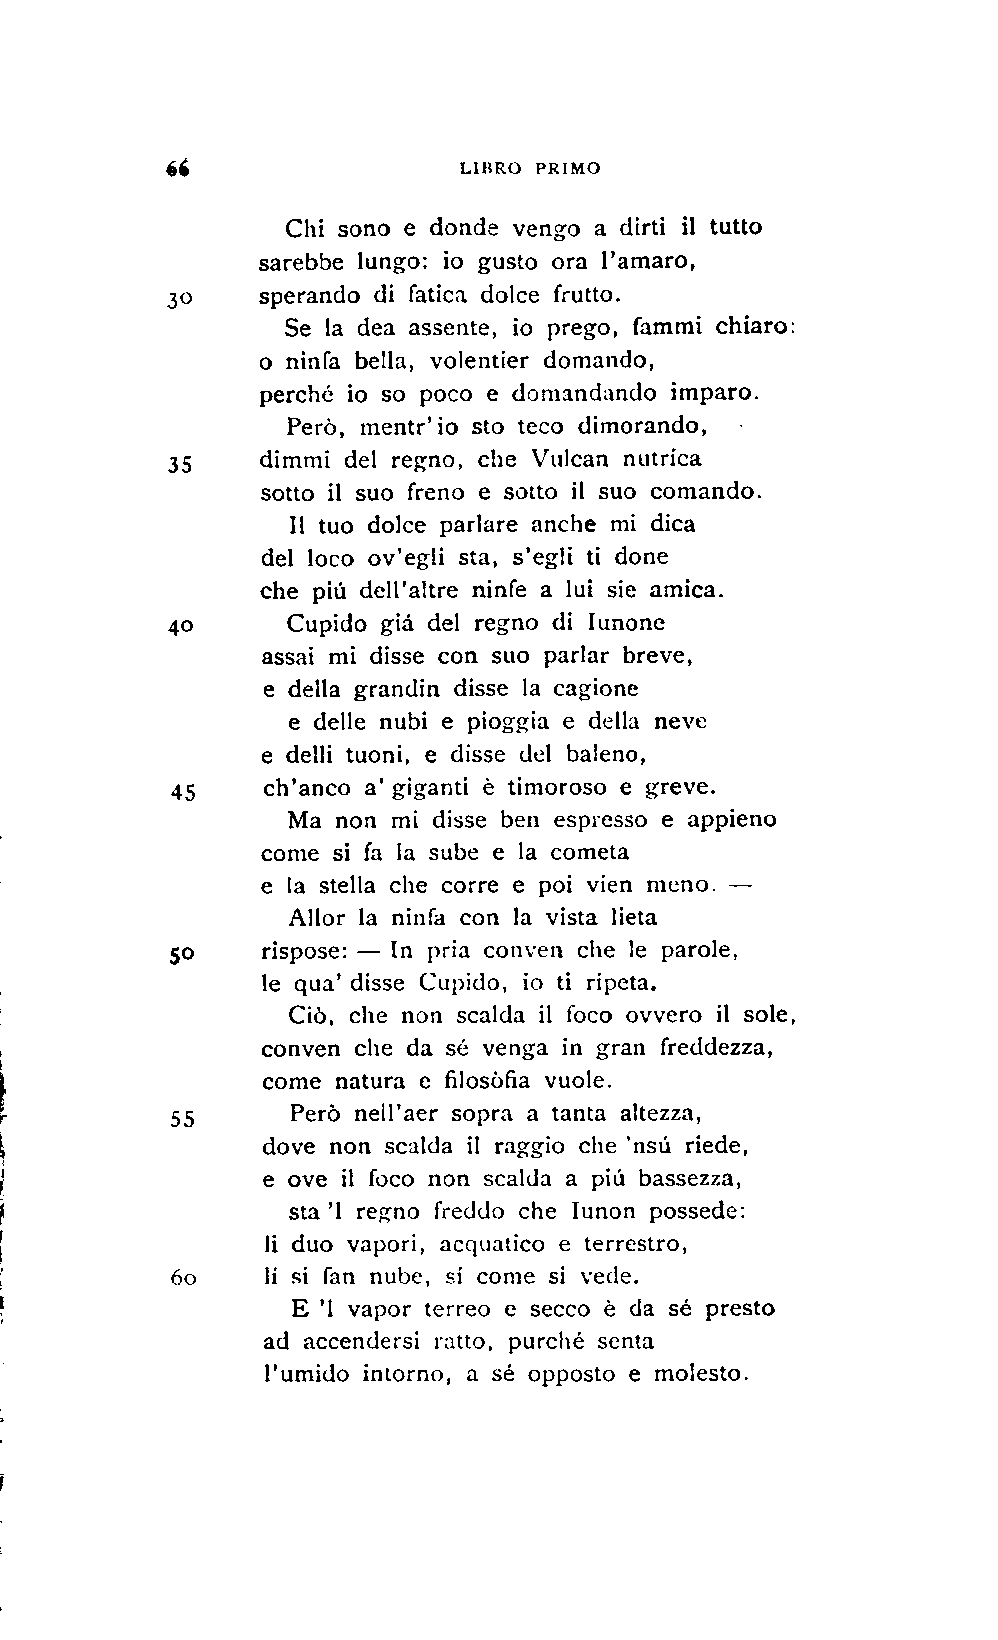 66 LIBRO PRIMO
Chi sono e donde vengo a dirti il tutto
sarebbe lungo: io gusto ora l'amaro,
30 sperando di fatica dolce frutto.
Se la dea assente, io prego, fammi chiaro:
o ninfa bella, volentier domando,
perché io so poco e domandando imparo.
Però, mentr'io sto teco dimorando,
35 dimmi del regno, che Vulcan nutrica
sotto il suo freno e sotto il suo comando.
Il tuo dolce parlare anche mi dica
del loco ov'egli sta, s'egli ti done
che piú dell'altre ninfe a lui sie amica.
40 Cupido giá del regno di Iunone
assai mi disse con suo parlar breve,
e della grandin disse la cagione
e delle nubi e pioggia e della neve
e delli tuoni, e disse del baleno,
45 ch'anco a' giganti è timoroso e greve.
Ma non mi disse ben espresso e appieno
come si fa la sube e la cometa
e la stella che corre e poi vien meno. —
Allor la ninfa con la vista lieta
50 rispose: — In pria conven che le parole,
le qua' disse Cupido, io ti ripeta.
Ciò, che non scalda il foco ovvero il sole,
conven che da sé venga in gran freddezza,
come natura e filosòfia vuole.
55 Però nell'aer sopra a tanta altezza,
dove non scalda il raggio che 'nsú riede,
e ove il foco non scalda a piú bassezza,
sta 'l regno freddo che Iunon possede:
li duo vapori, acquatico e terrestro,
60 lí si fan nube, sí come si vede.
E 'l vapor terreo e secco è da sé presto
ad accendersi ratto, purché senta
l'umido intorno, a sé opposto e molesto.